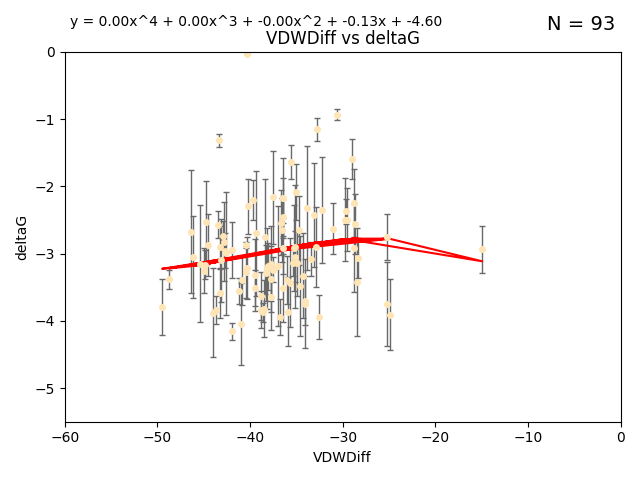 y = 0.00x^4 + 0.00x^3 + -0.00x^2 + -0.13x + -4.60
N = 93
VDWDiff vs deltaG
0
−1
−2
−3
−4
−5
deltaG
−60 −50 −40 −30 −20 −10 0
VDWDiff